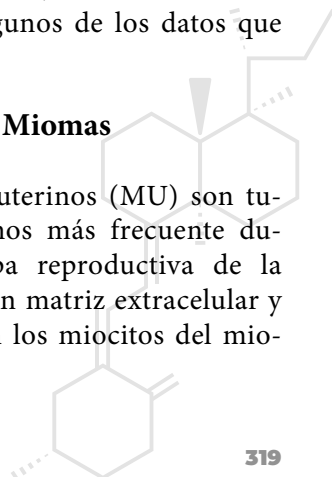 gunos de los datos que
Miomas
uterinos (MU) son tu-
nos más frecuente du-
pa reproductiva de la
n matriz extracelular y
n los miocitos del mio-
319